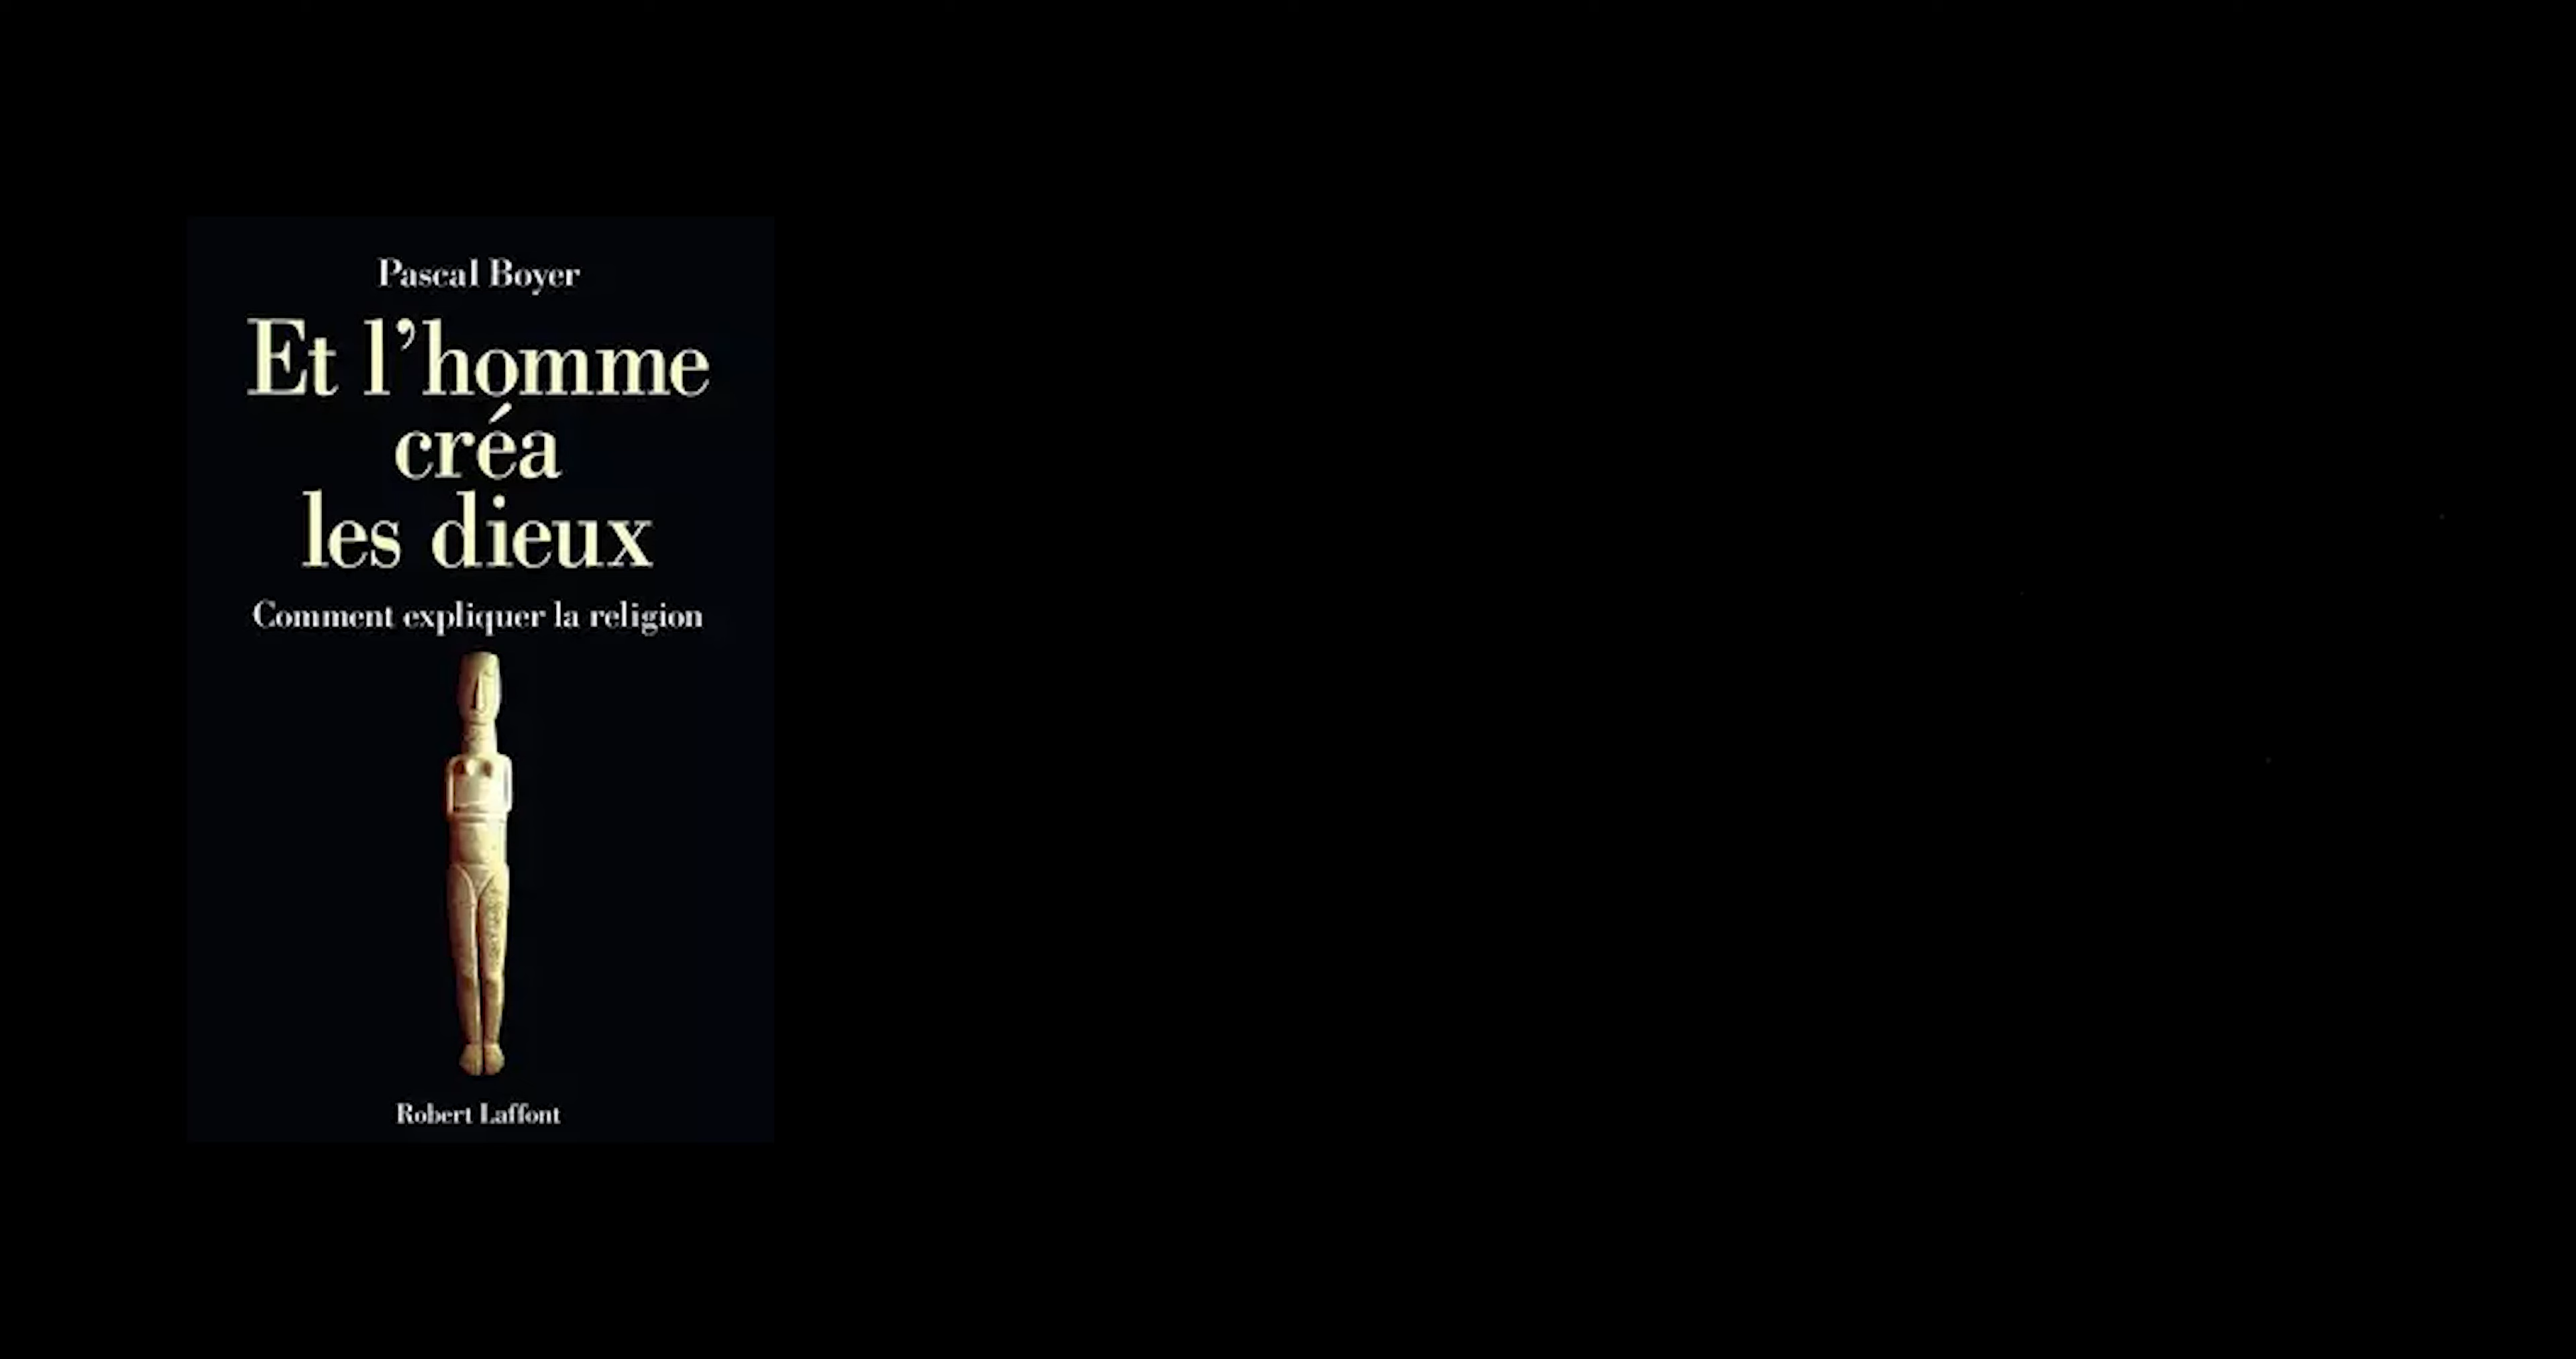 Pascal Boyer
Et l'homme
créa
les dieux
Comment expliquer la religion
Robert Laffont